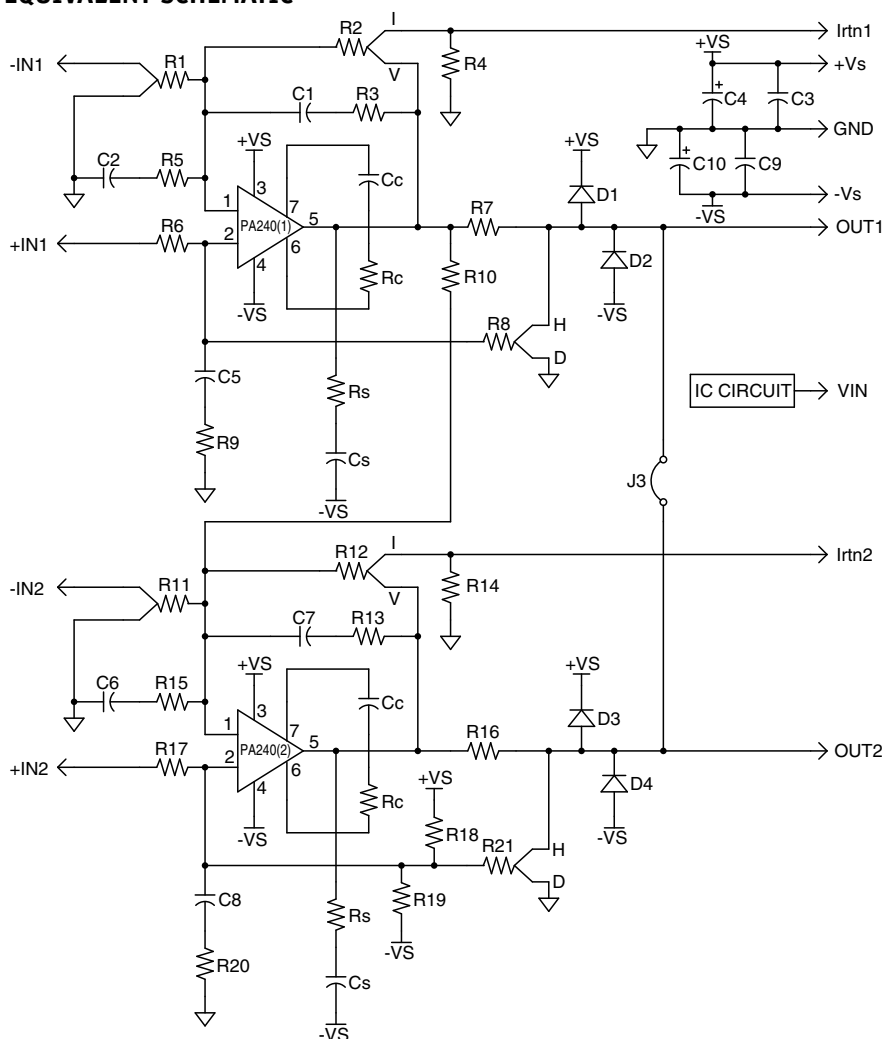 EQUIVALENT SCHEMATIC
I
R2
Irtn1
-IN1
R1
V
R4
+VS
+Vs
C1
R3
C4
C3
GND
+VS
C2
R5
Cc
+VS
C10
C9
-Vs
3
7
D1
-VS
1
PA240(1)
5
R7
OUT1
+IN1
R6
2
6
4
Rc
R10
D2
-VS
-VS
R8
H
D
C5
Rs
IC CIRCUIT
VIN
R9
Cs
J3
-VS
I
R12
Irtn2
-IN2
R11
V
R14
C7
R13
+VS
+VS
C6
R15
Cc
3
7
D3
1
PA240(2)
5
R16
OUT2
+IN2
R17
2
6
4
Rc
+VS
D4
-VS
R18
-VS
R21
H
D
C8
Rs
R19
-VS
R20
Cs
-VS